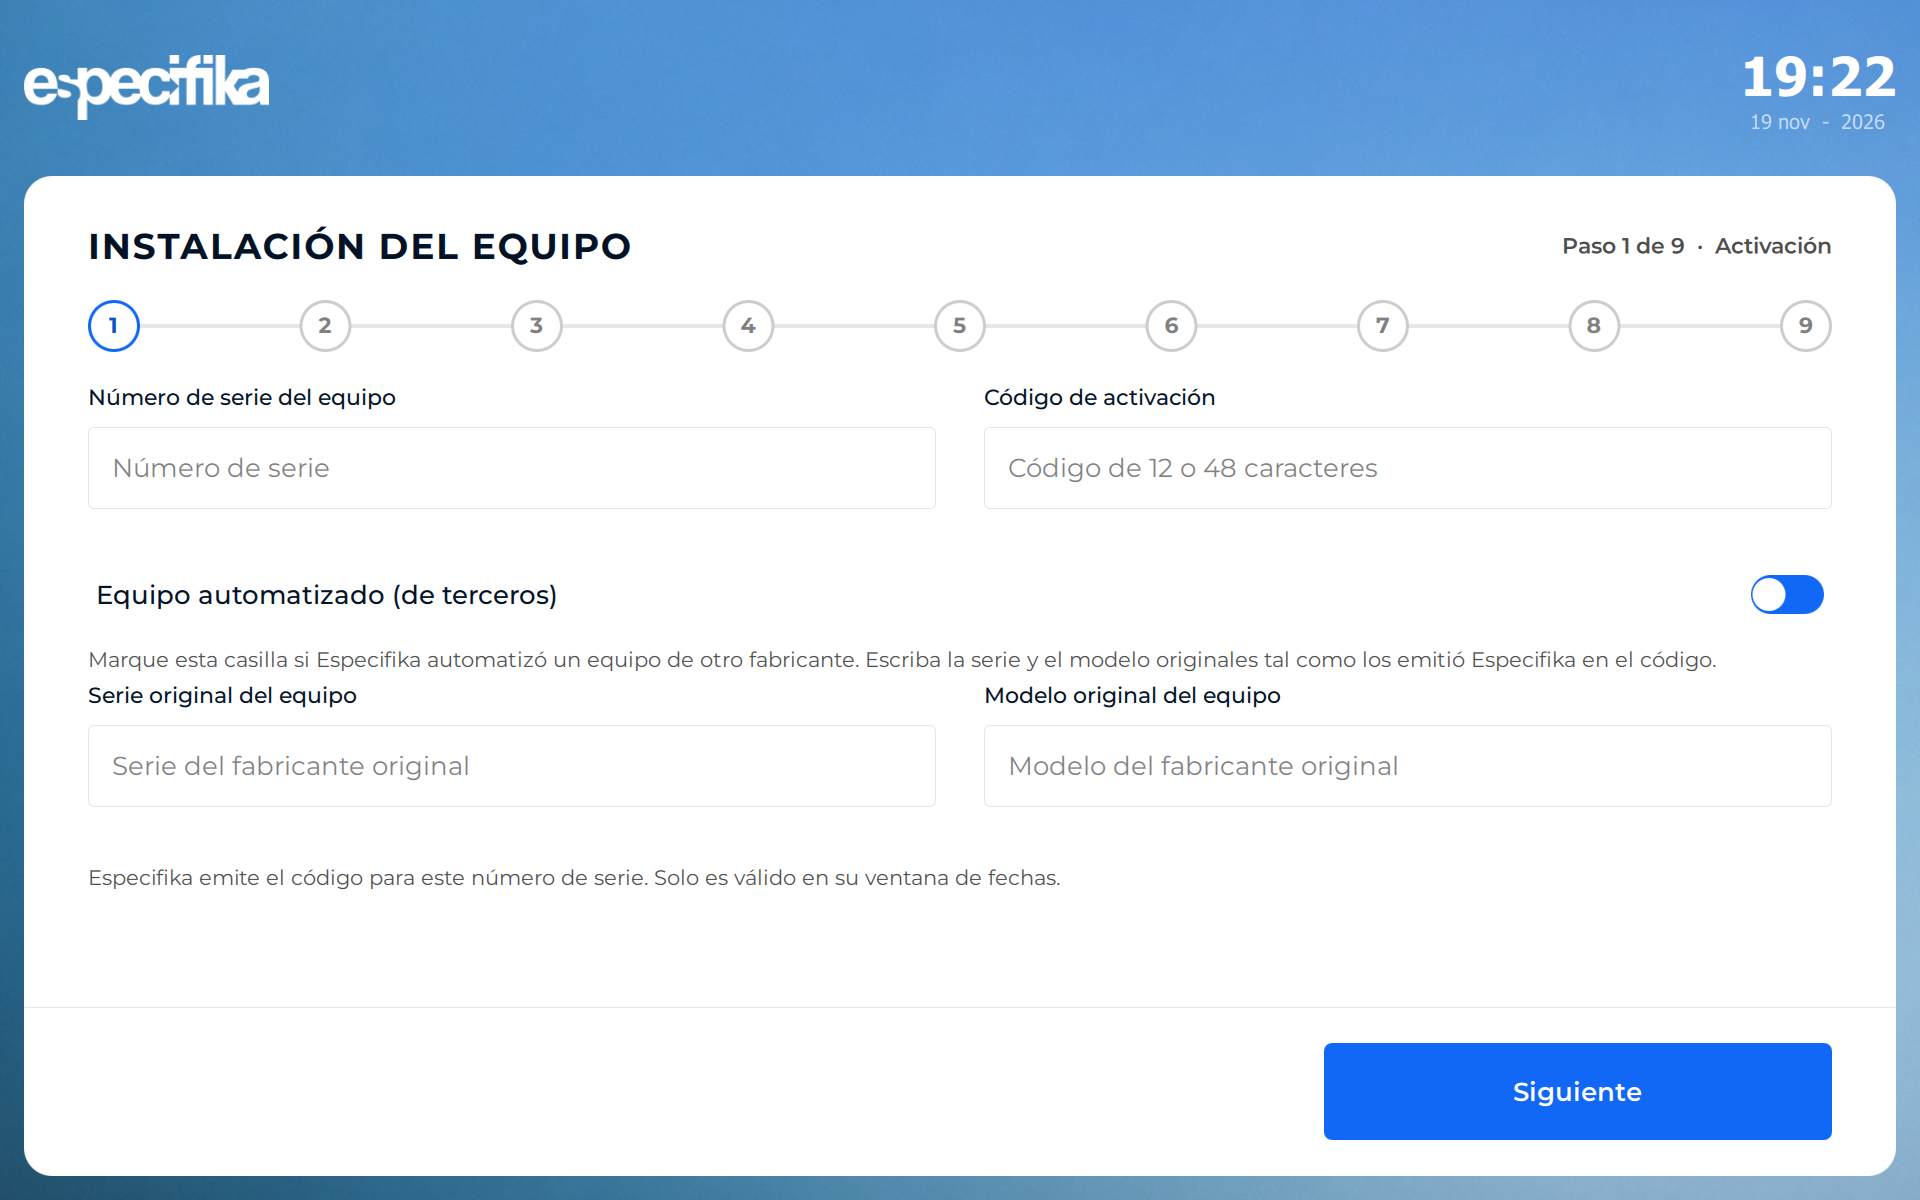 especifika
19:22
19 nov - 2026
INSTALACIÓN DEL EQUIPO
Paso 1 de 9 · Activación
1 2 3 4 5 6 7 8 9
Número de serie del equipo
Código de activación
Número de serie
Código de 12 o 48 caracteres
Equipo automatizado (de terceros)
Marque esta casilla si Especifika automatizó un equipo de otro fabricante. Escriba la serie y el modelo originales tal como los emitió Especifika en el código.
Serie original del equipo
Modelo original del equipo
Serie del fabricante original
Modelo del fabricante original
Especifika emite el código para este número de serie. Solo es válido en su ventana de fechas.
Siguiente